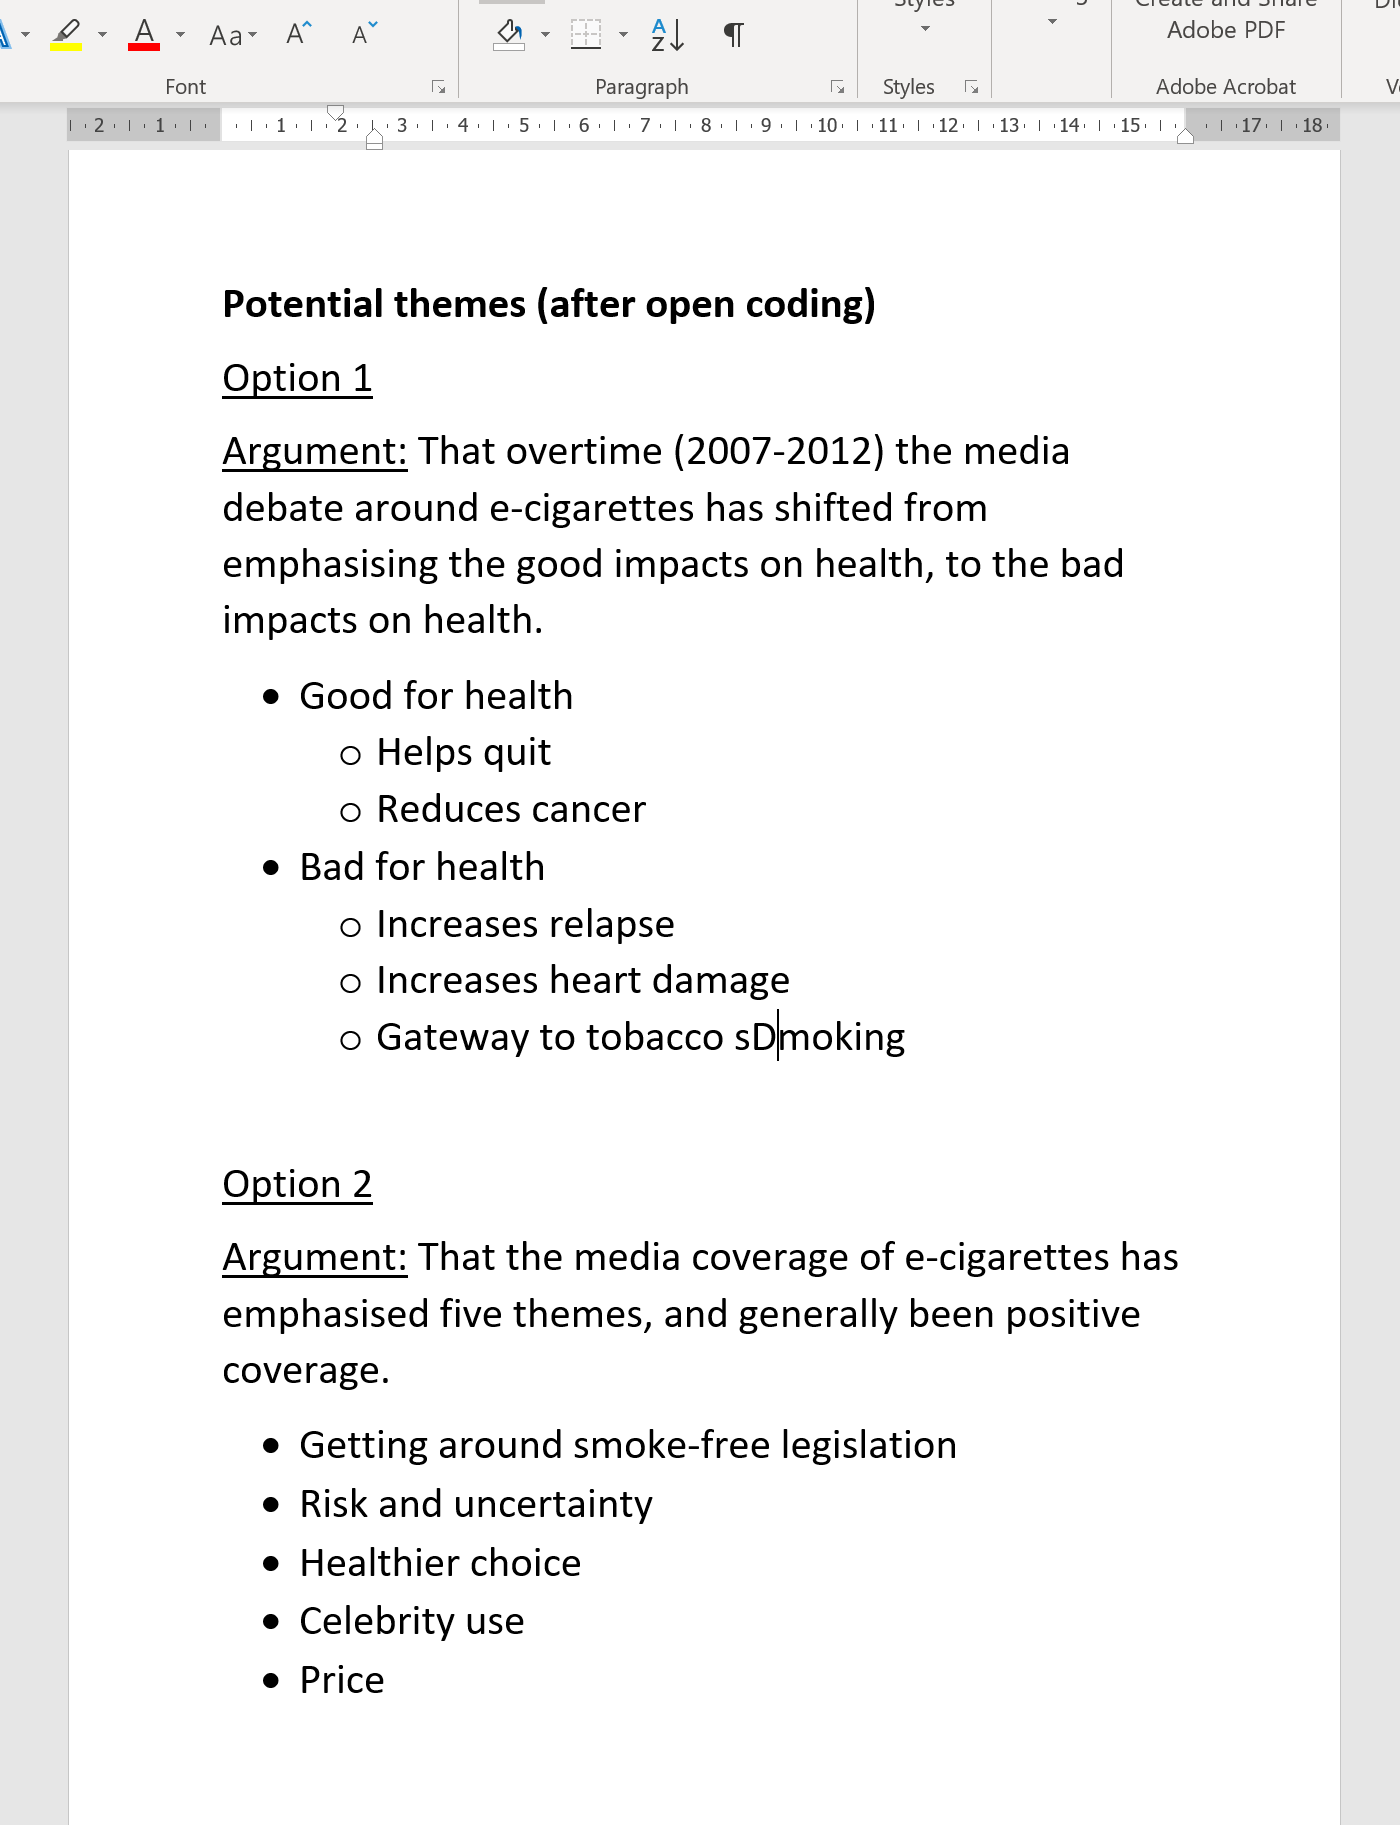 Styles
Create and Share
Adobe PDF
Aa
Font
Paragraph
Styles
Adobe Acrobat
2 1 1 2 3 4 5 6 7 8 9 10 11 12 13 14 15 17 18
Potential themes (after open coding)
Option 1
Argument: That overtime (2007-2012) the media
debate around e-cigarettes has shifted from
emphasising the good impacts on health, to the bad
impacts on health.
• Good for health
o Helps quit
o Reduces cancer
• Bad for health
o Increases relapse
o Increases heart damage
o Gateway to tobacco sDmoking
Option 2
Argument: That the media coverage of e-cigarettes has
emphasised five themes, and generally been positive
coverage.
• Getting around smoke-free legislation
• Risk and uncertainty
• Healthier choice
• Celebrity use
• Price